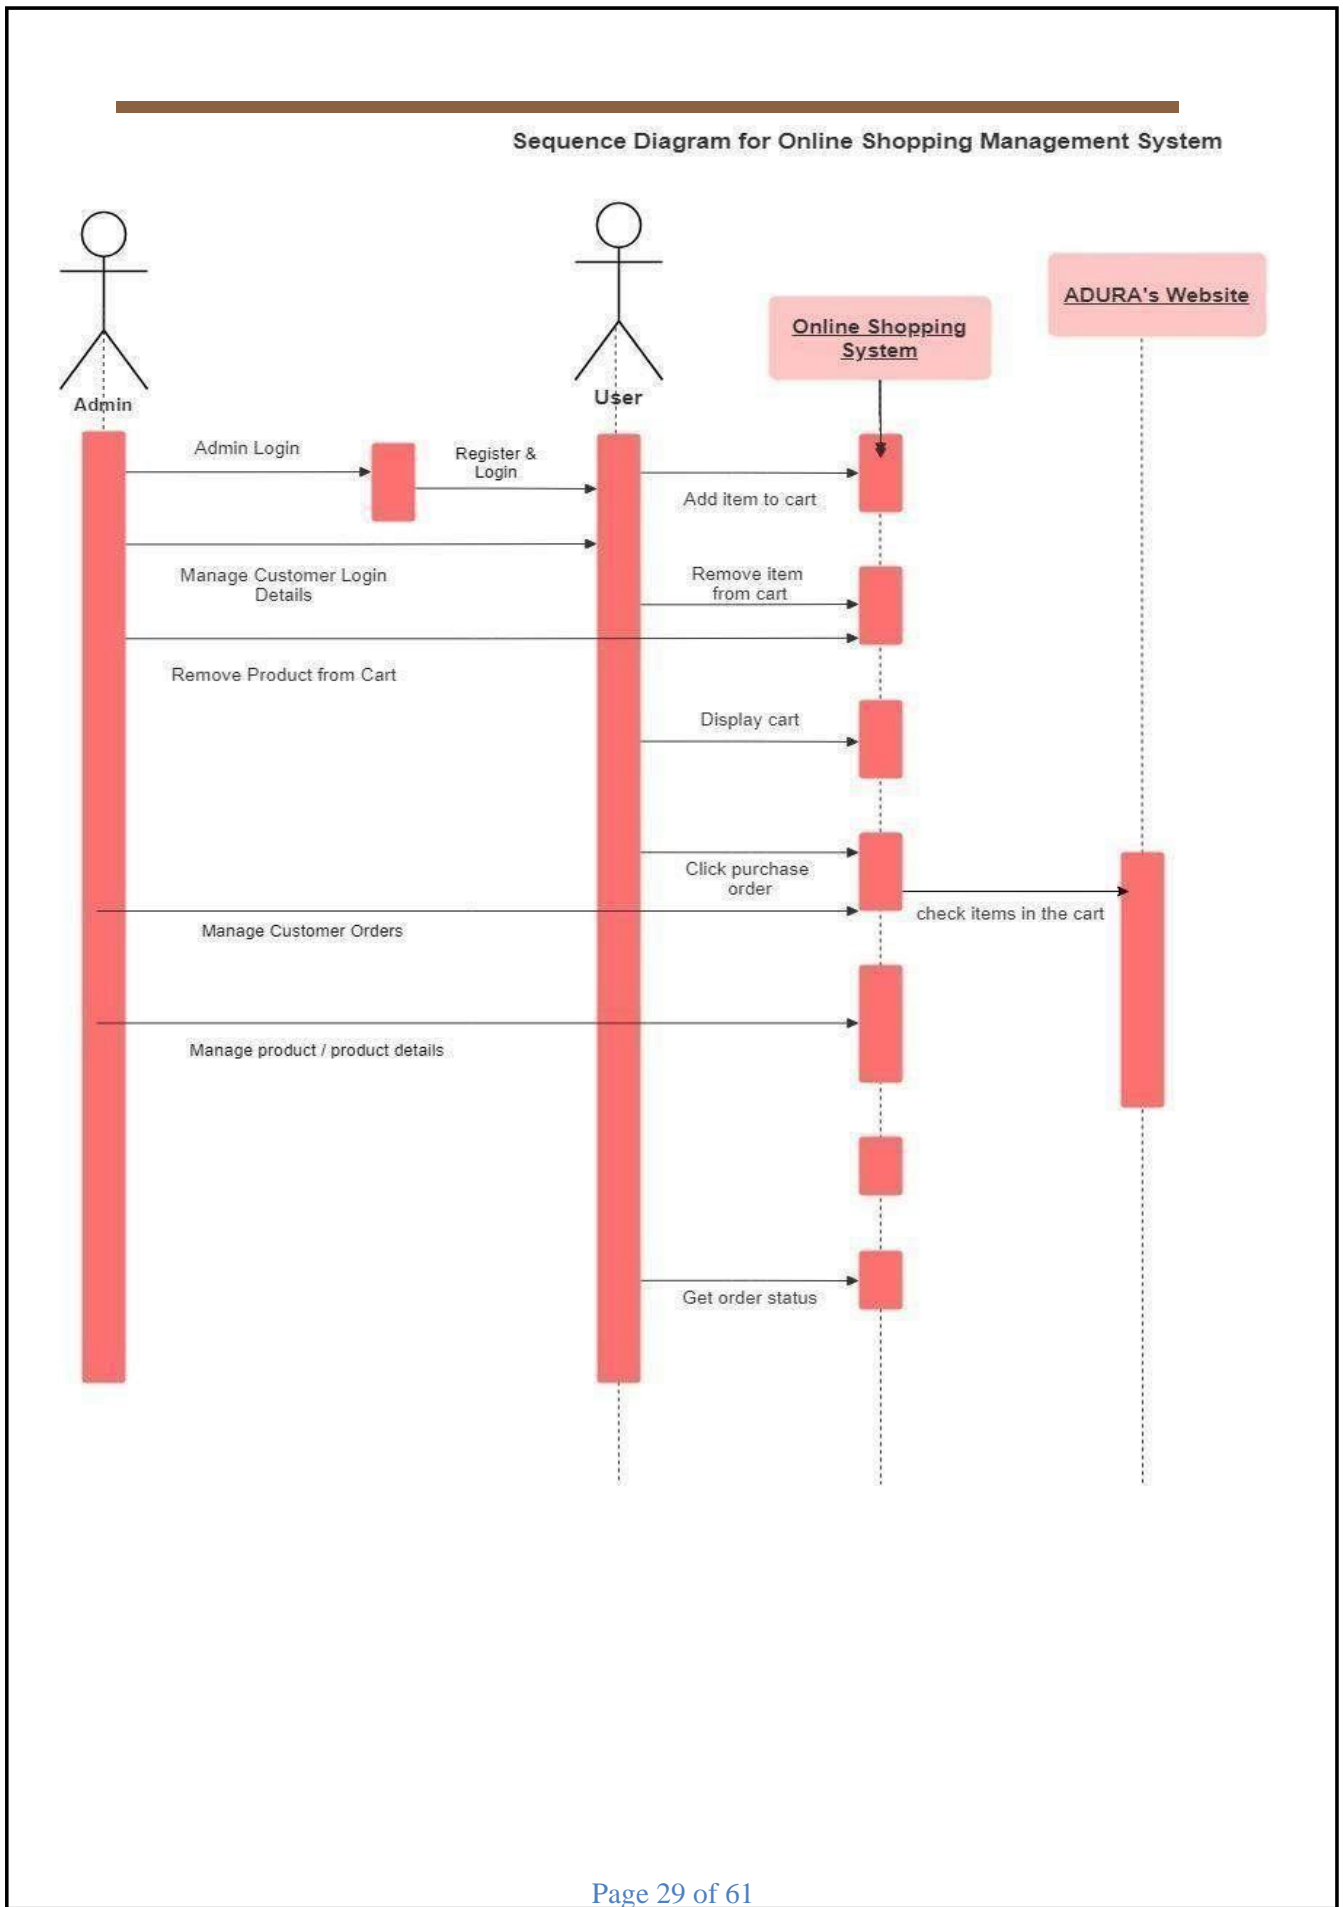 Sequence Diagram for Online Shopping Management System
ADURA's Website
Online Shopping
System
Admin
User
Admin Login
Register &
Login
Add item to cart
Manage Customer Login
Details
Remove item
from cart
Remove Product from Cart
Display cart
Click purchase
order
check items in the cart
Manage Customer Orders
Manage product / product details
Get order status
Page 29 of 61